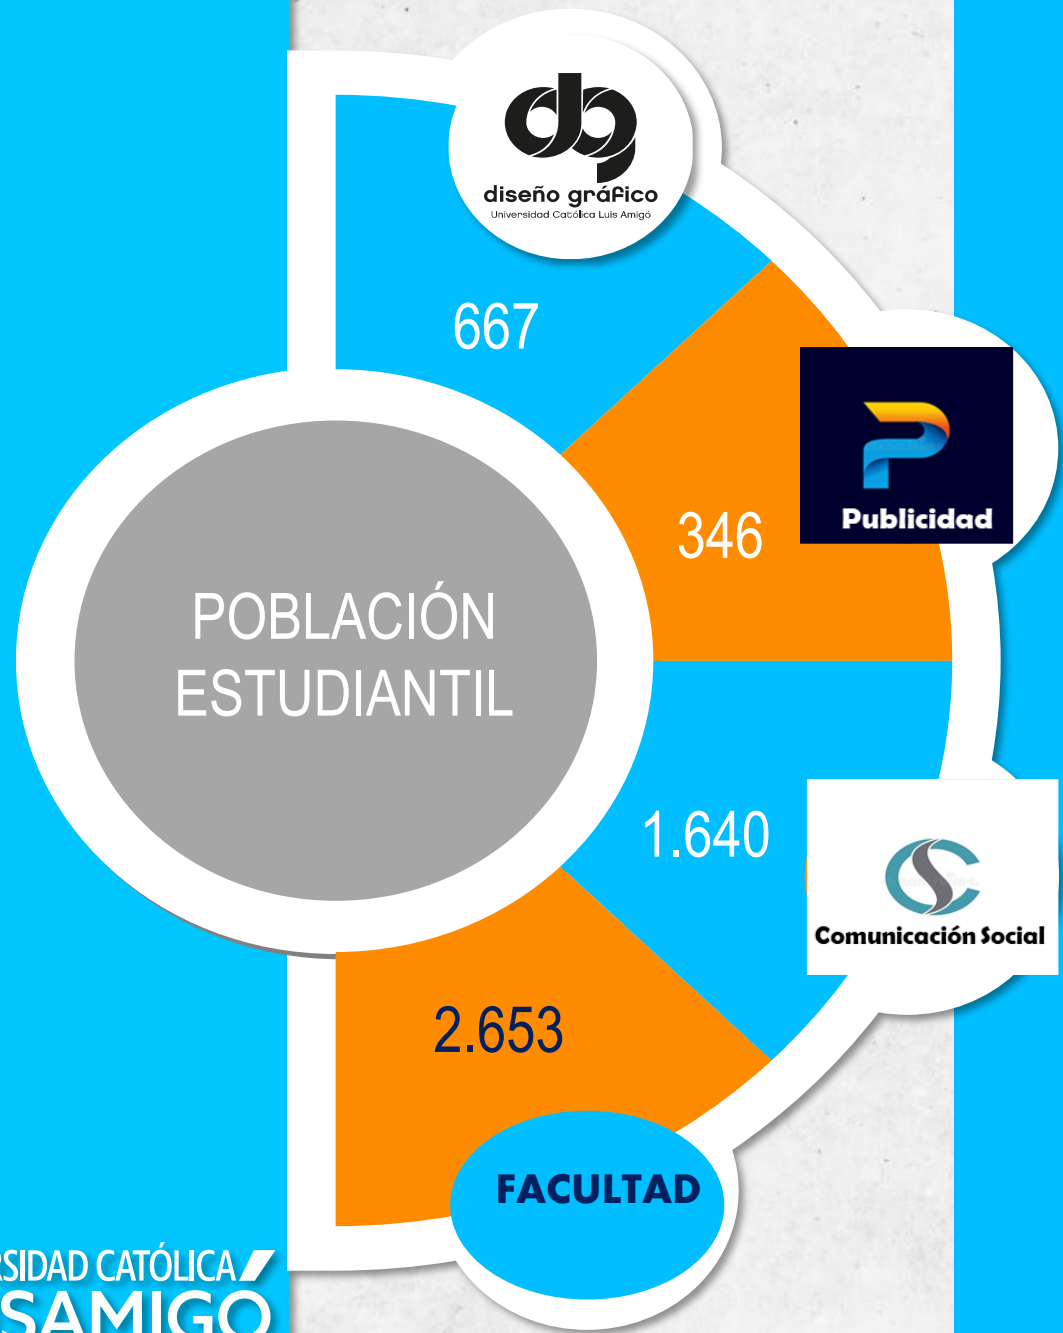 dg
diseño gráfico
Universidad Católica Luis Amigó
667
P
Publicidad
346
POBLACIÓN
ESTUDIANTIL
1.640
Comunicación Social
2.653
FACULTAD
RSIDAD CATÓLICA
SAMIGÓ